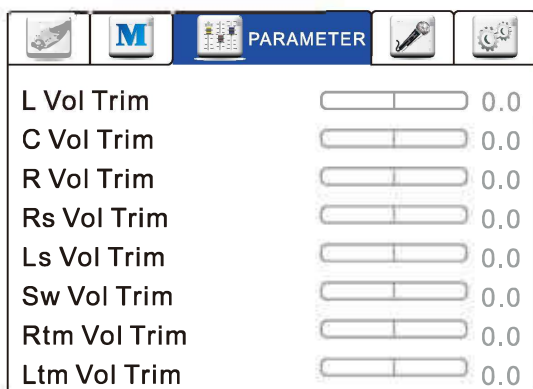 M PARAMETER
L Vol Trim 0.0
C Vol Trim 0.0
R Vol Trim 0.0
Rs Vol Trim 0.0
Ls Vol Trim 0.0
Sw Vol Trim 0.0
Rtm Vol Trim 0.0
Ltm Vol Trim 0.0